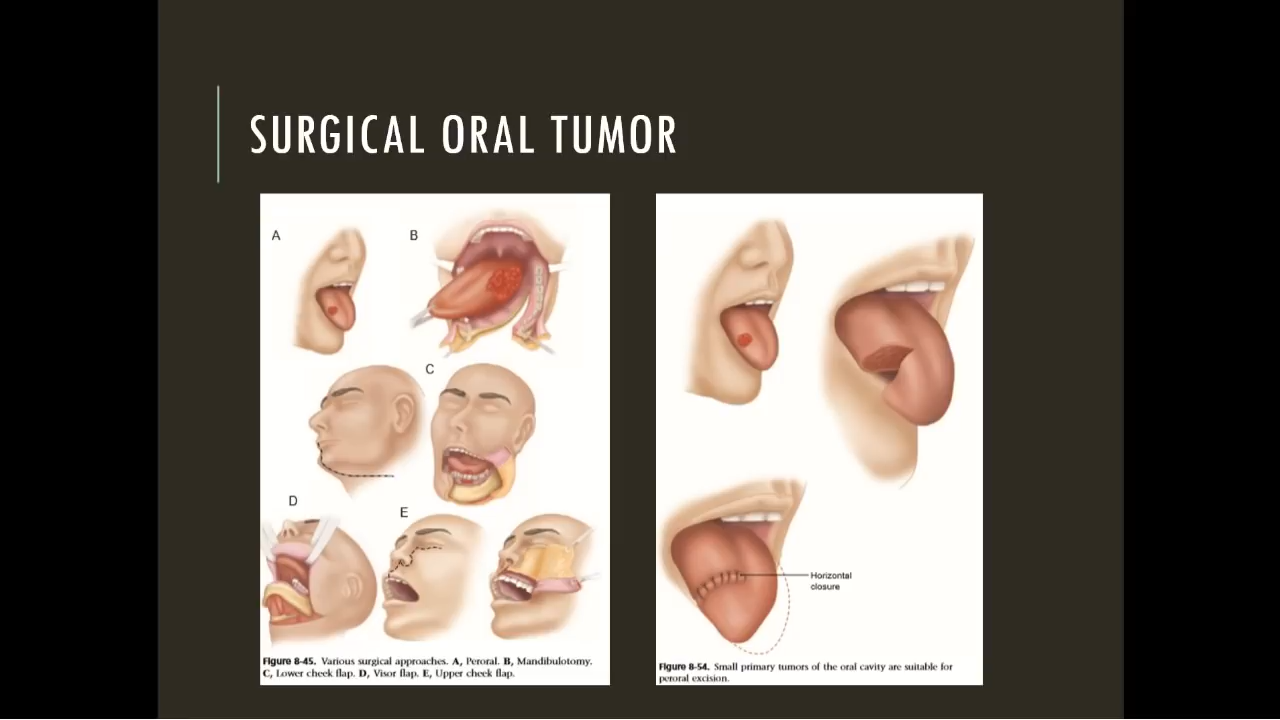 SURGICAL ORAL TUMOR
A
B
C
D
E
Figure 8-45. Various surgical approaches. A, Peroral. B, Mandibulotomy.
C, Lower cheek flap. D, Visor flap. E, Upper cheek flap.
Horizontal
closure
Figure 8-54. Small primary tumors of the oral cavity are suitable for
peroral excision.